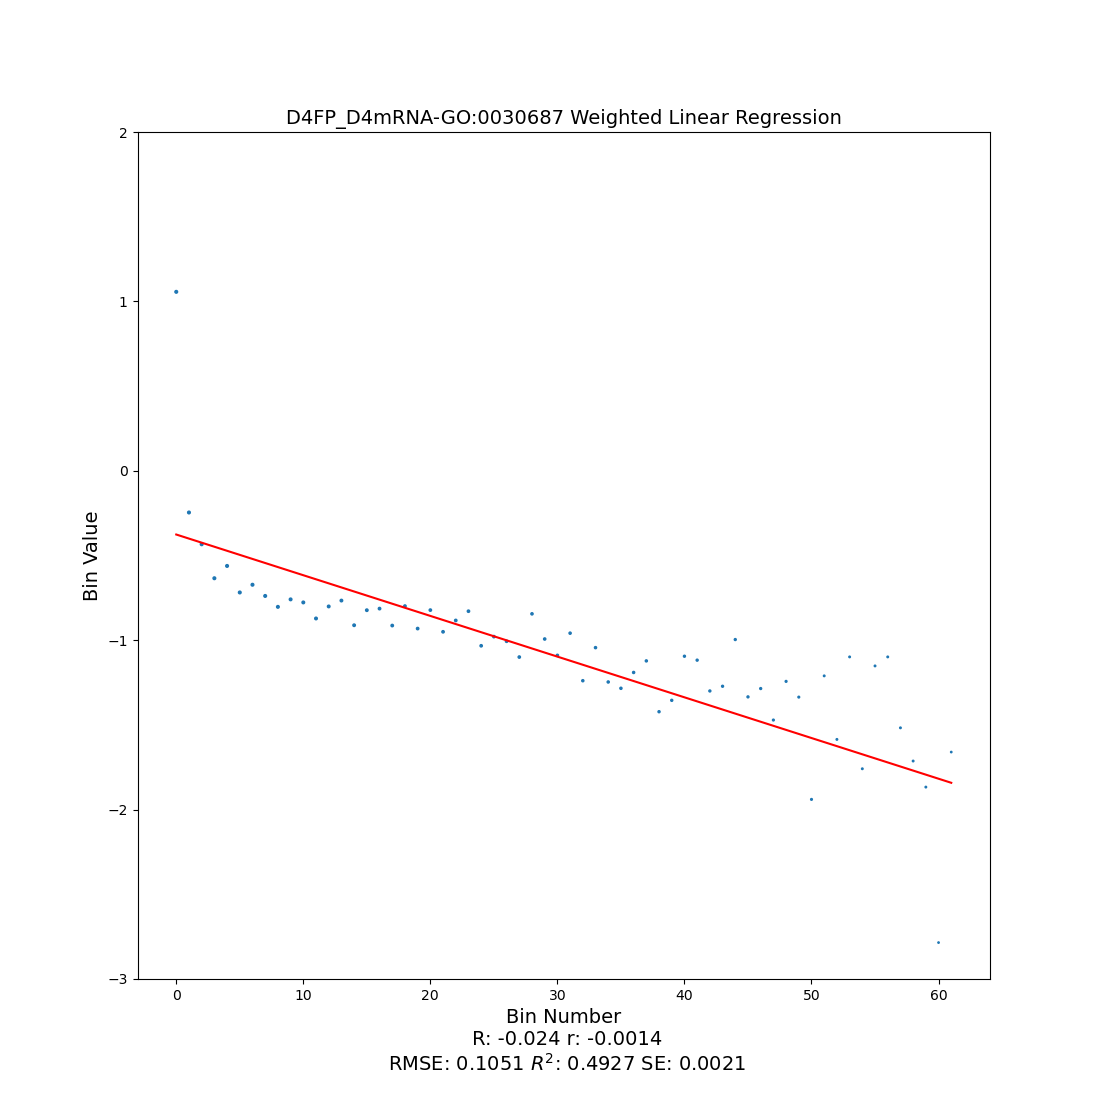 D4FP_D4mRNA-GO:0030687 Weighted Linear Regression
2
1
0
−1
−2
−3
Bin Value
0 10 20 30 40 50 60
Bin Number
R: -0.024 r: -0.0014
RMSE: 0.1051 R²: 0.4927 SE: 0.0021